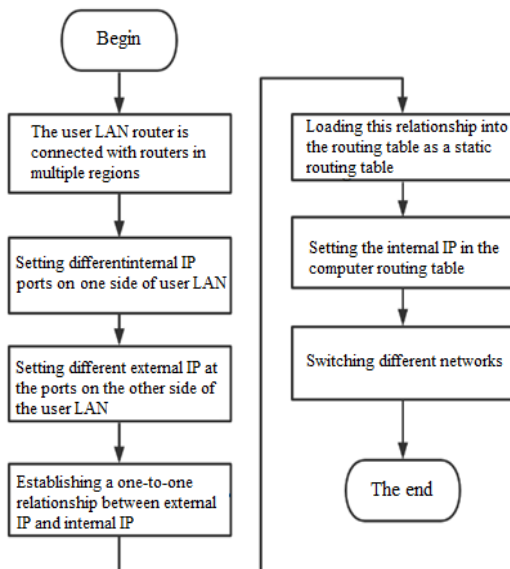 Begin
The user LAN router is
connected with routers in
multiple regions
Setting differentinternal IP
ports on one side of user LAN
Setting different external IP at
the ports on the other side of
the user LAN
Establishing a one-to-one
relationship between external
IP and internal IP
Loading this relationship into
the routing table as a static
routing table
Setting the internal IP in the
computer routing table
Switching different networks
The end